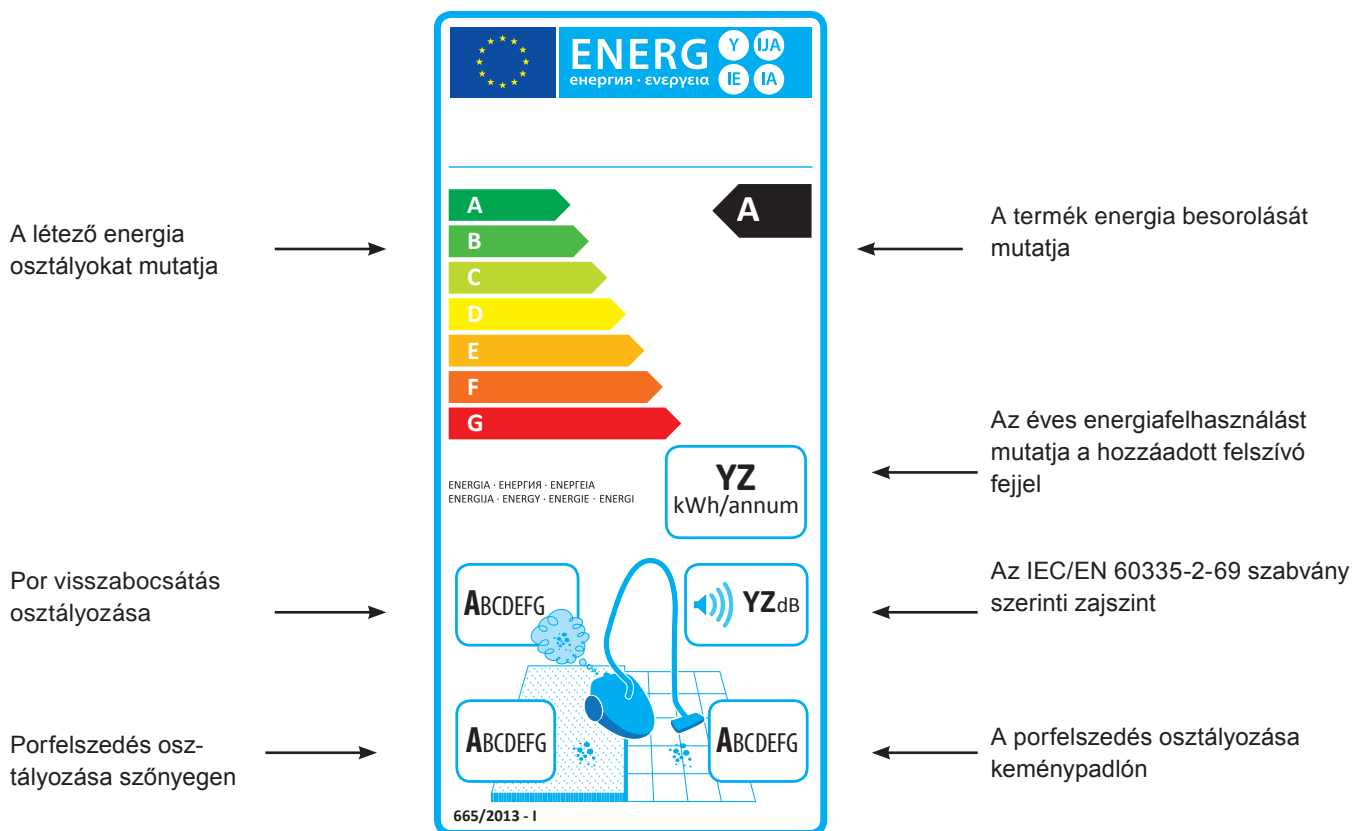 ENERG Y IJA
енергия · ενεργεια IE IA
A
B
C
D
E
F
G
A
A létező energia
osztályokat mutatja
A termék energia besorolását
mutatja
Az éves energiafelhasználást
mutatja a hozzáadott felszívó
fejjel
YZ
kWh/annum
ENERGIA · ЕНЕРГИЯ · ΕΝΕΡΓΕΙΑ
ENERGIJA · ENERGY · ENERGIE · ENERGI
Por visszabocsátás
osztályozása
ABCDEFG
YZdB
Az IEC/EN 60335-2-69 szabvány
szerinti zajszint
Porfelszedés osz-
tályozása szőnyegen
ABCDEFG
ABCDEFG
A porfelszedés osztályozása
keménypadlón
665/2013 - I